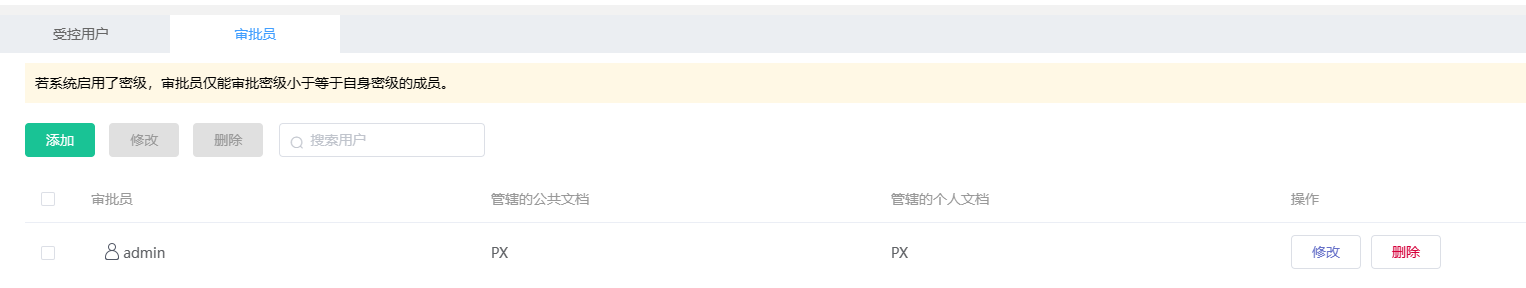 受控用户 审批员
若系统启用了密级，审批员仅能审批密级小于等于自身密级的成员。
添加 修改 删除 搜索用户
审批员 管辖的公共文档 管辖的个人文档 操作
admin PX PX 修改 删除